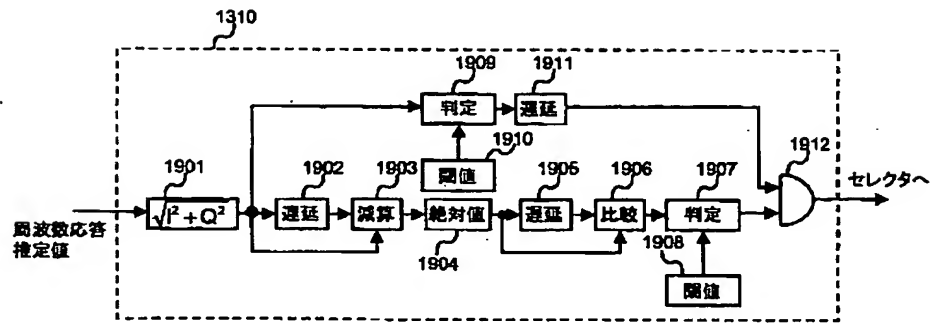 1310
1909
1911
判定
遅延
1910
閾値
1912
セレクタへ
1901
√I²+Q²
1902
遅延
1903
減算
絶対値
1904
1905
遅延
1906
比較
1907
判定
1908
閾値
周波数応答
推定値